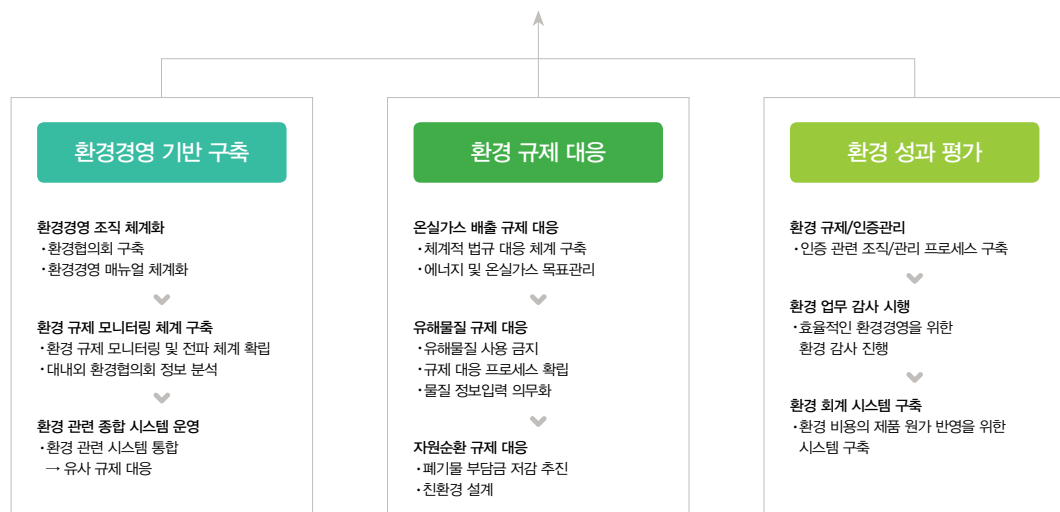 환경경영 기반 구축
환경경영 조직 체계화
·환경협의회 구축
·환경경영 매뉴얼 체계화
환경 규제 모니터링 체계 구축
·환경 규제 모니터링 및 전파 체계 확립
·대내외 환경협의회 정보 분석
환경 관련 종합 시스템 운영
·환경 관련 시스템 통합
→ 유사 규제 대응
환경 규제 대응
온실가스 배출 규제 대응
·체계적 법규 대응 체계 구축
·에너지 및 온실가스 목표관리
유해물질 규제 대응
·유해물질 사용 금지
·규제 대응 프로세스 확립
·물질 정보입력 의무화
자원순환 규제 대응
·폐기물 부담금 저감 추진
·친환경 설계
환경 성과 평가
환경 규제/인증관리
·인증 관련 조직/관리 프로세스 구축
환경 업무 감사 시행
·효율적인 환경경영을 위한
환경 감사 진행
환경 회계 시스템 구축
·환경 비용의 제품 원가 반영을 위한
시스템 구축